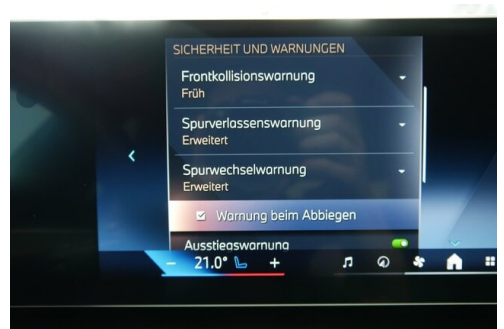 SICHERHEIT UND WARNUNGEN
Frontkollisionswarnung
Früh
Spurverlassenswarnung
Erweitert
Spurwechselwarnung
Erweitert
Warnung beim Abbiegen
Ausstiegswarnung
- 21.0° +